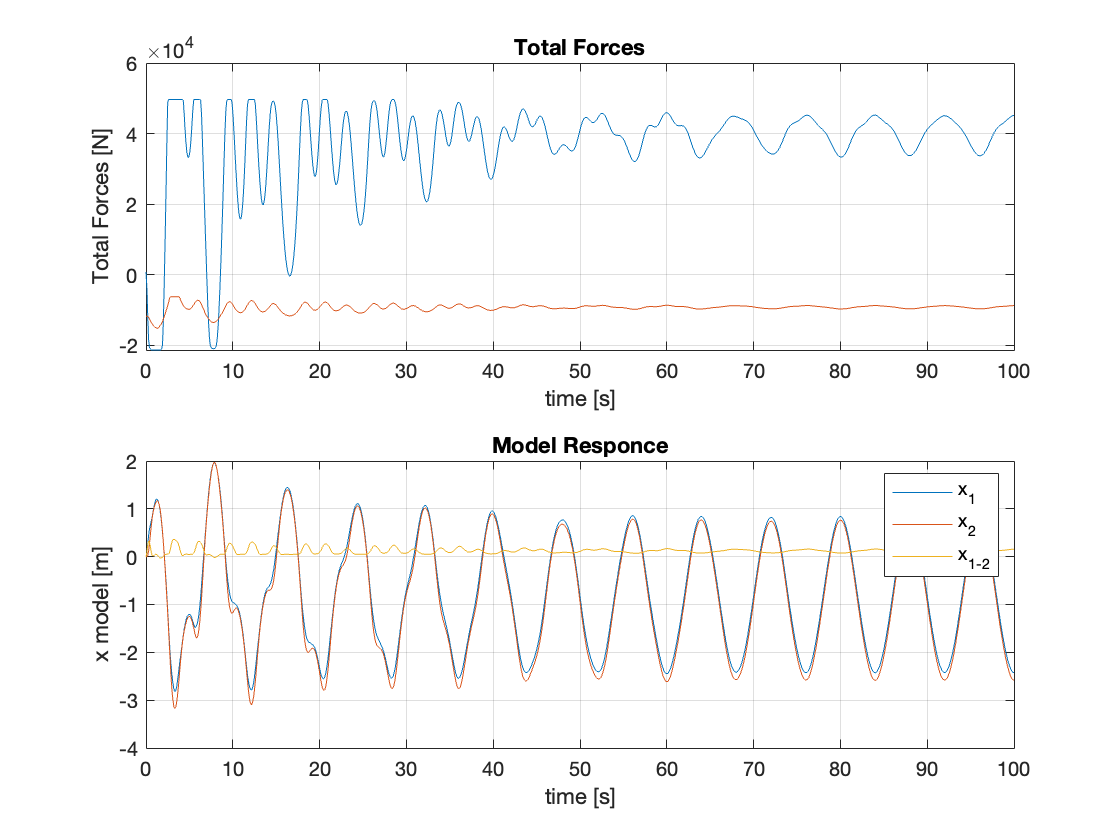 Total Forces
×10⁴
6
4
2
0
-2
Total Forces [N]
0 10 20 30 40 50 60 70 80 90 100
time [s]
Model Responce
2
1
0
-1
-2
-3
-4
x model [m]
x₁
x₂
x₁₋₂
0 10 20 30 40 50 60 70 80 90 100
time [s]